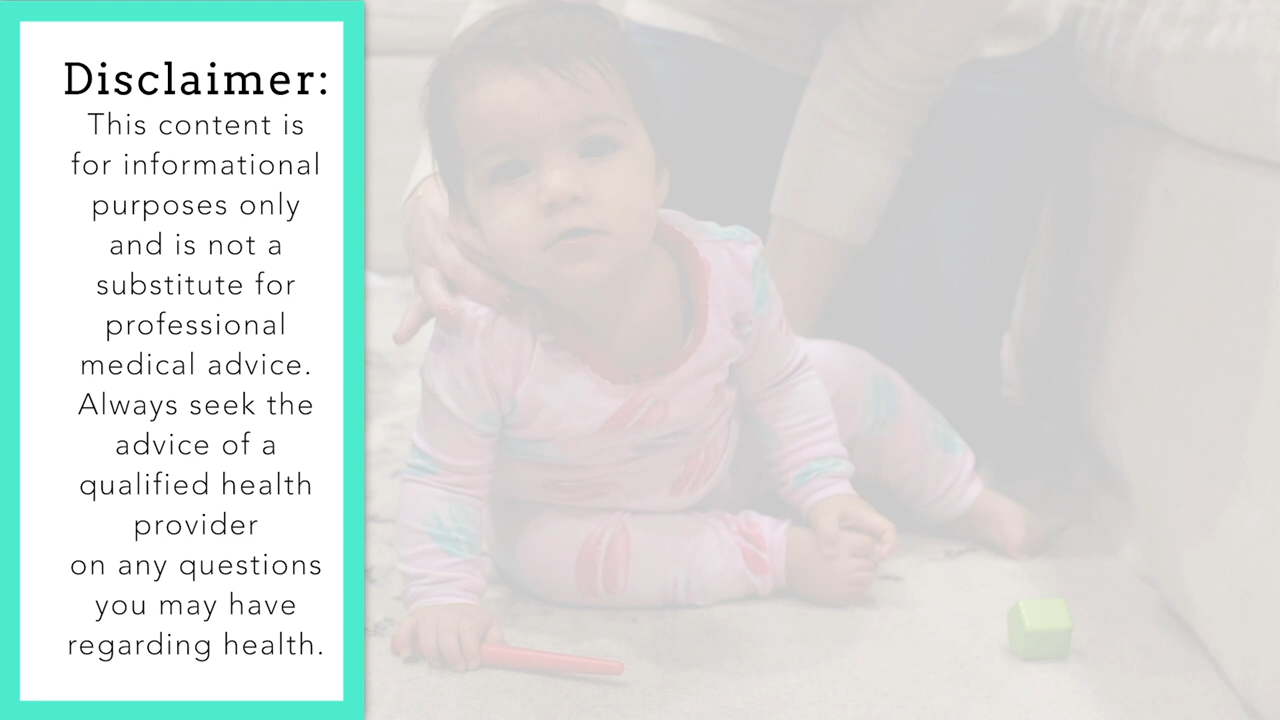 Disclaimer:
This content is
for informational
purposes only
and is not a
substitute for
professional
medical advice.
Always seek the
advice of a
qualified health
provider
on any questions
you may have
regarding health.